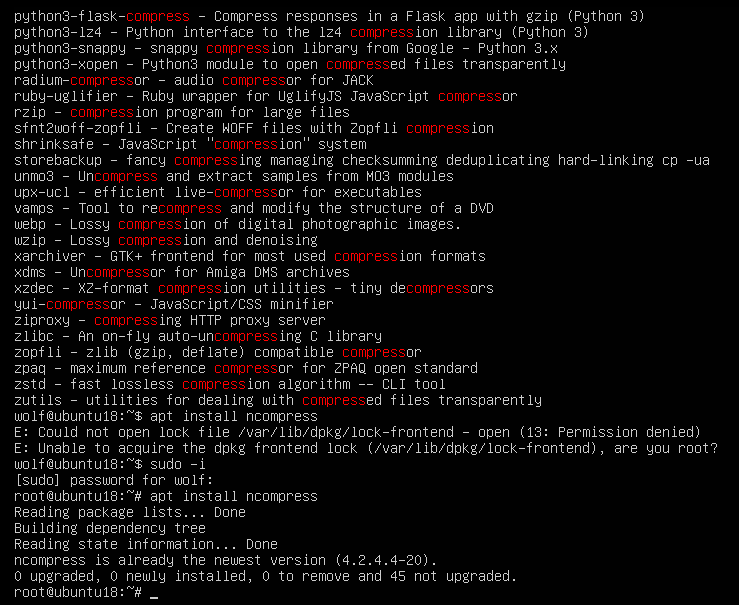 python3-flask-compress - Compress responses in a Flask app with gzip (Python 3)
python3-lz4 - Python interface to the lz4 compression library (Python 3)
python3-snappy - snappy compression library from Google - Python 3.x
python3-xopen - Python3 module to open compressed files transparently
radium-compressor - audio compressor for JACK
ruby-uglifier - Ruby wrapper for UglifyJS JavaScript compressor
rzip - compression program for large files
sfnt2woff-zopfli - Create WOFF files with Zopfli compression
shrinksafe - JavaScript "compression" system
storebackup - fancy compressing managing checksumming deduplicating hard-linking cp -ua
unmo3 - Uncompress and extract samples from MO3 modules
upx-ucl - efficient live-compressor for executables
vamps - Tool to recompress and modify the structure of a DVD
webp - Lossy compression of digital photographic images.
wzip - Lossy compression and denoising
xarchiver - GTK+ frontend for most used compression formats
xdms - Uncompressor for Amiga DMS archives
xzdec - XZ-format compression utilities - tiny decompressors
yui-compressor - JavaScript/CSS minifier
ziproxy - compressing HTTP proxy server
zlibc - An on-fly auto-uncompressing C library
zopfli - zlib (gzip, deflate) compatible compressor
zpaq - maximum reference compressor for ZPAQ open standard
zstd - fast lossless compression algorithm -- CLI tool
zutils - utilities for dealing with compressed files transparently
wolf@ubuntu18:~$ apt install ncompress
E: Could not open lock file /var/lib/dpkg/lock-frontend - open (13: Permission denied)
E: Unable to acquire the dpkg frontend lock (/var/lib/dpkg/lock-frontend), are you root?
wolf@ubuntu18:~$ sudo -i
[sudo] password for wolf:
root@ubuntu18:~# apt install ncompress
Reading package lists... Done
Building dependency tree
Reading state information... Done
ncompress is already the newest version (4.2.4.4-20).
0 upgraded, 0 newly installed, 0 to remove and 45 not upgraded.
root@ubuntu18:~# _